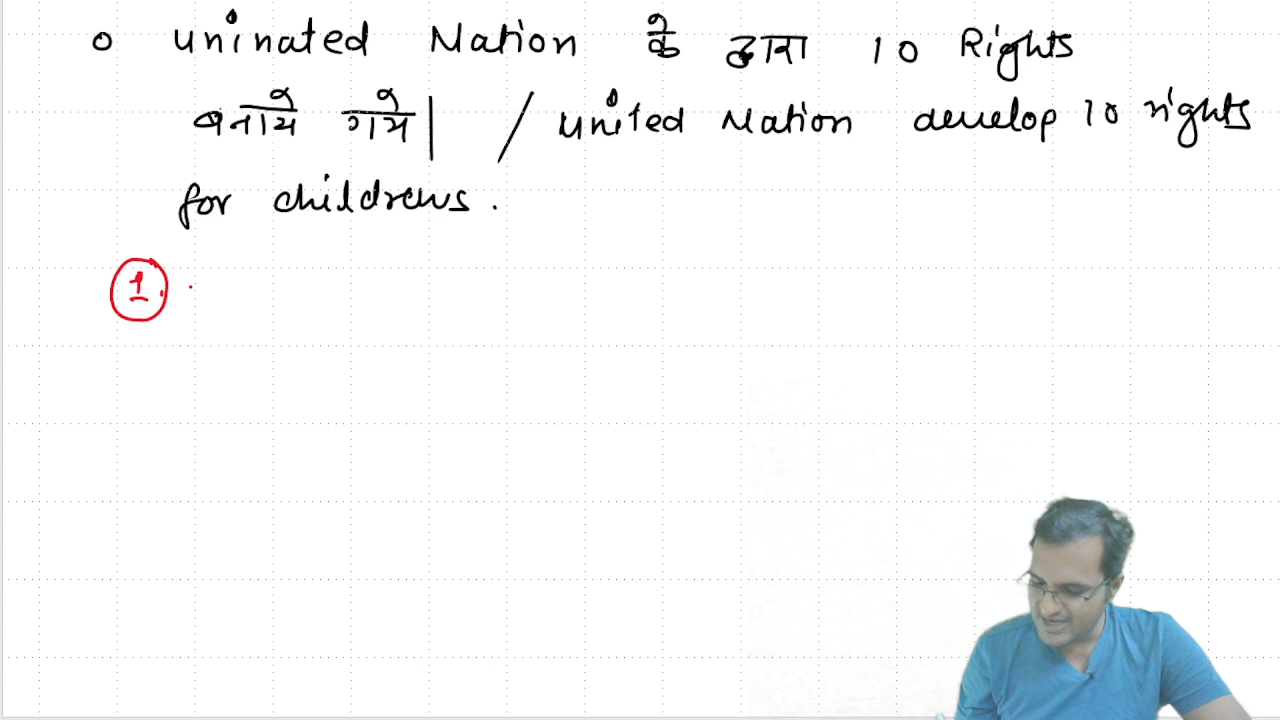 o uninated Nation के द्वारा 10 Rights
बनाये गये| / united Nation develop 10 rights
for childrens.
1.